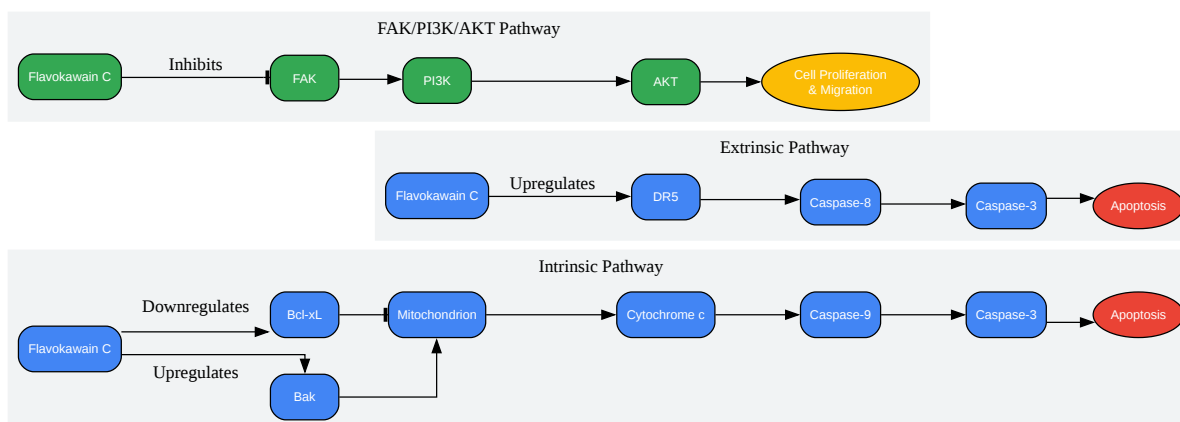 FAK/PI3K/AKT Pathway
Flavokawain C
Inhibits
FAK
PI3K
AKT
Cell Proliferation
& Migration
Extrinsic Pathway
Flavokawain C
Upregulates
DR5
Caspase-8
Caspase-3
Apoptosis
Intrinsic Pathway
Flavokawain C
Downregulates
Bcl-xL
Mitochondrion
Cytochrome c
Caspase-9
Caspase-3
Apoptosis
Upregulates
Bak